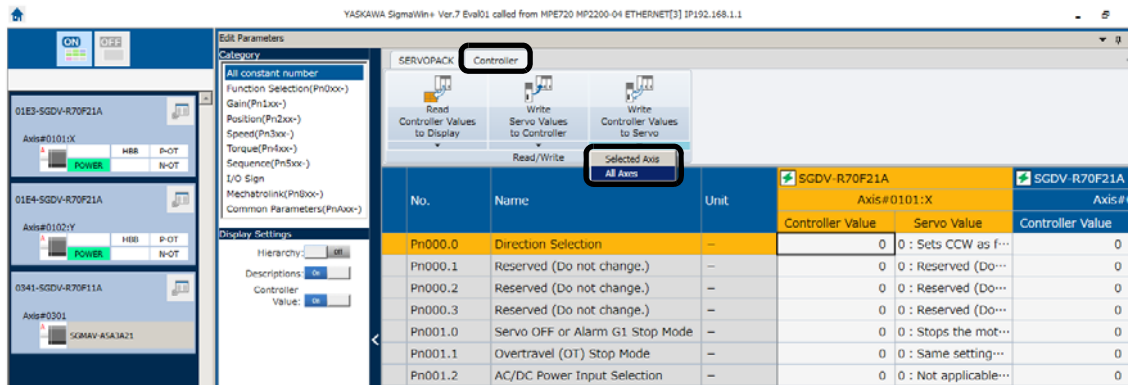 YASKAWA SigmaWin+ Ver.7 Eval01 called from MPE720 MP2200-04 ETHERNET[3] IP192.168.1.1
ON
OFF
01E3-SGDV-R70F21A
Axis#0101:X
A
HBB
P-OT
POWER
N-OT
01E4-SGDV-R70F21A
Axis#0102:Y
A
HBB
P-OT
POWER
N-OT
0341-SGDV-R70F11A
Axis#0301
A
SGMAV-A5A3A21
Edit Parameters
Category
All constant number
Function Selection(Pn0xx-)
Gain(Pn1xx-)
Position(Pn2xx-)
Speed(Pn3xx-)
Torque(Pn4xx-)
Sequence(Pn5xx-)
I/O Sign
Mechatrolink(Pn8xx-)
Common Parameters(PnAxx-)
Display Settings
Hierarchy: Off
Descriptions: On
Controller
Value: On
SERVOPACK Controller
Read
Controller Values
to Display
Write
Servo Values
to Controller
Write
Controller Values
to Servo
Read/Write
Selected Axis
All Axes
No. Name Unit
SGDV-R70F21A SGDV-R70F21A
Axis#0101:X Axis#
Controller Value Servo Value Controller Value
Pn000.0 Direction Selection − 0 0 : Sets CCW as f··· 0
Pn000.1 Reserved (Do not change.) − 0 0 : Reserved (Do··· 0
Pn000.2 Reserved (Do not change.) − 0 0 : Reserved (Do··· 0
Pn000.3 Reserved (Do not change.) − 0 0 : Reserved (Do··· 0
Pn001.0 Servo OFF or Alarm G1 Stop Mode − 0 0 : Stops the mot··· 0
Pn001.1 Overtravel (OT) Stop Mode − 0 0 : Same setting··· 0
Pn001.2 AC/DC Power Input Selection − 0 0 : Not applicable··· 0